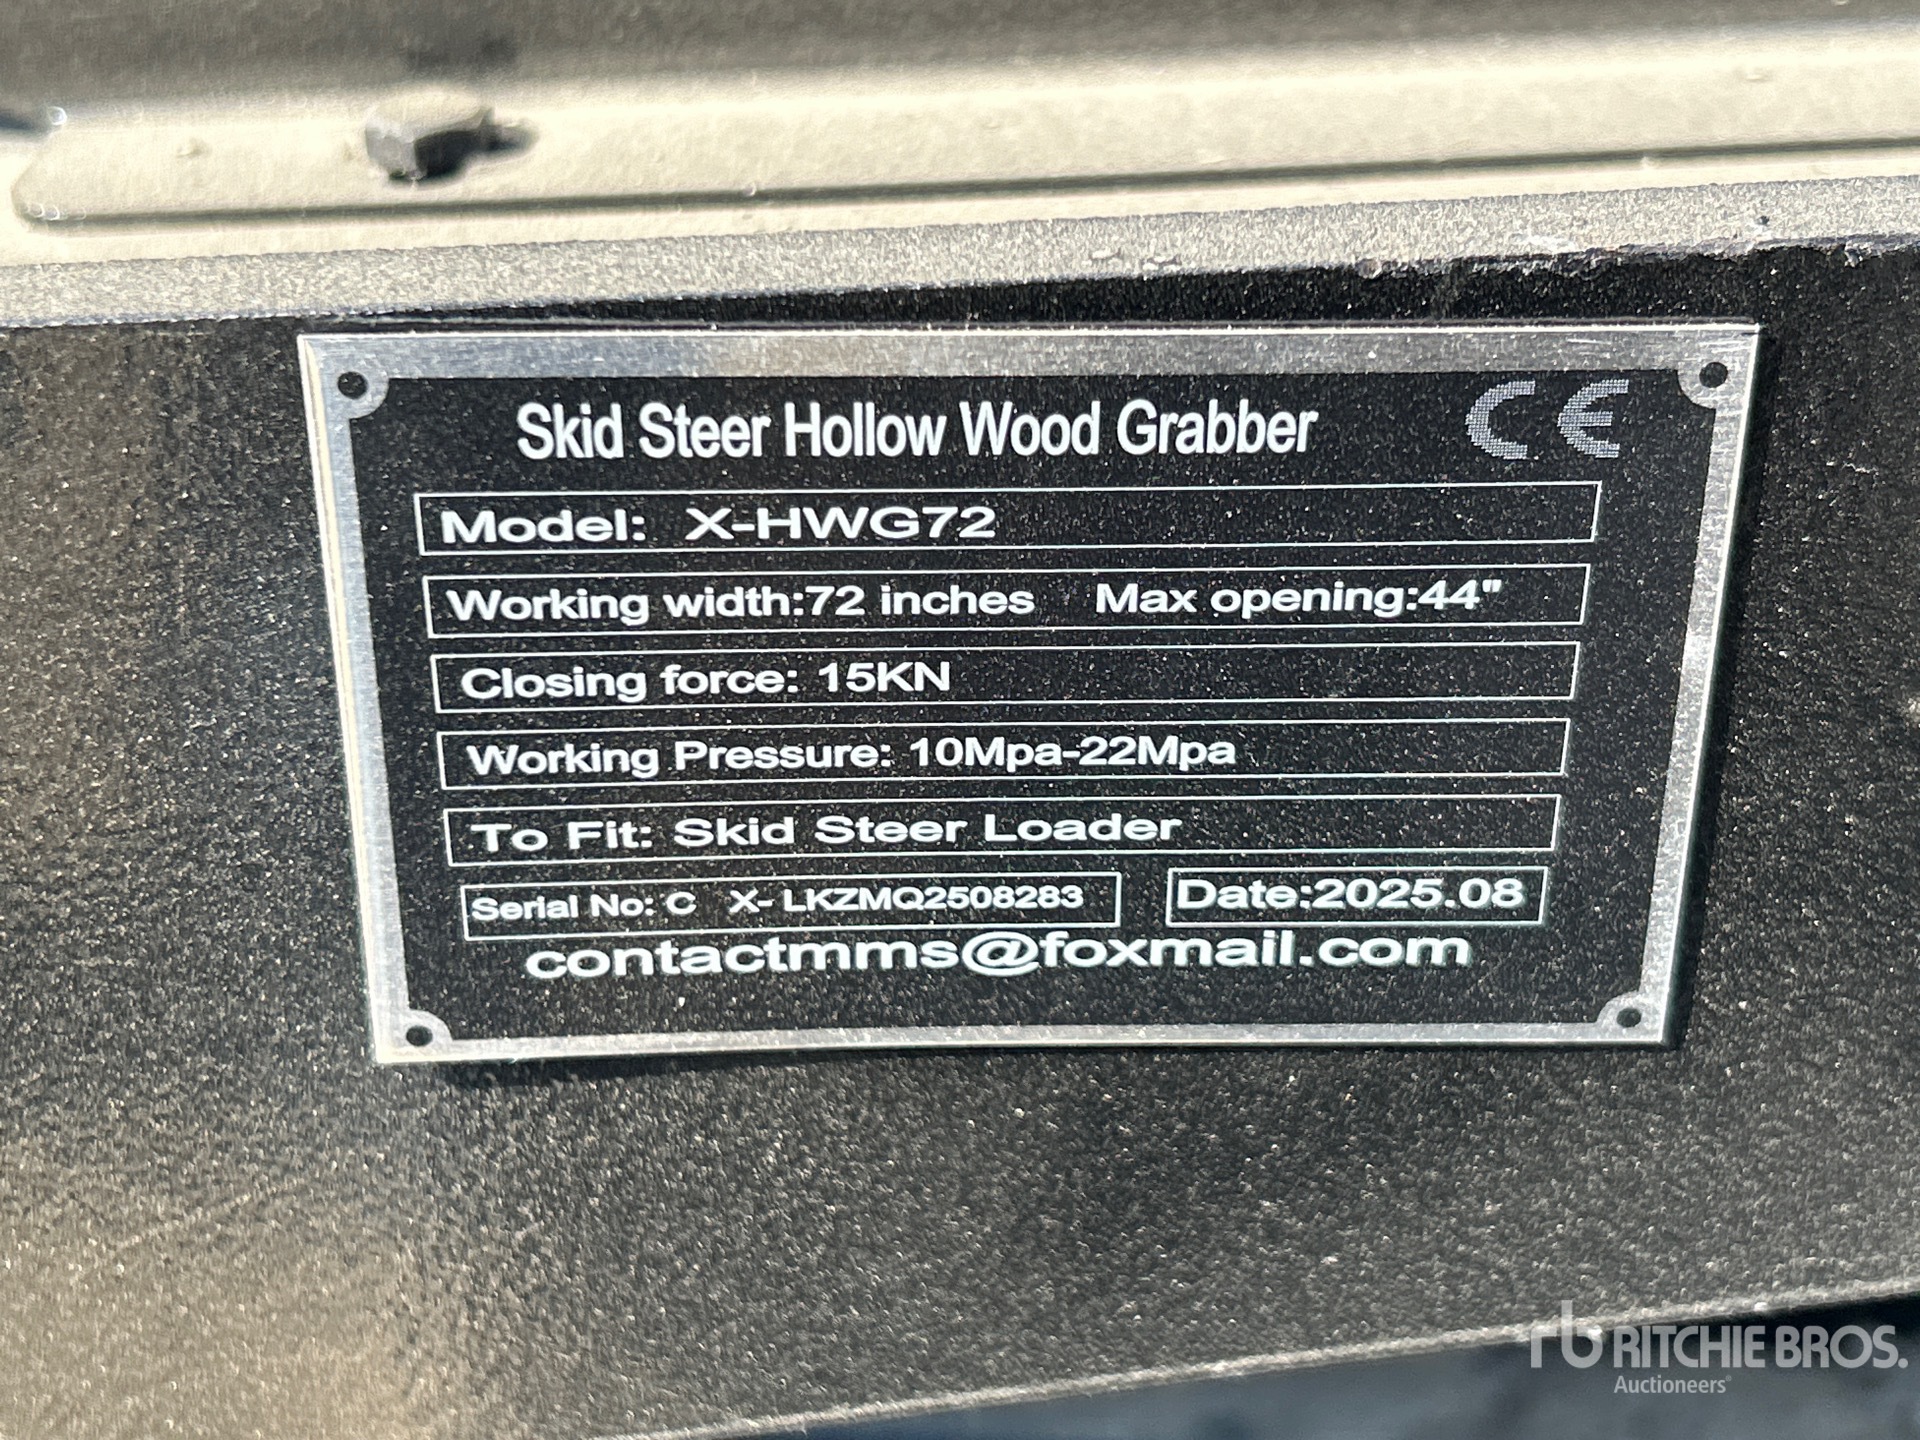 Skid Steer Hollow Wood Grabber CE
Model: X-HWG72
Working width:72 inches Max opening:44"
Closing force: 15KN
Working Pressure: 10Mpa-22Mpa
To Fit: Skid Steer Loader
Serial No: C X- LKZMQ2508283 Date:2025.08
contactmms@foxmail.com
rb RITCHIE BROS.
Auctioneers